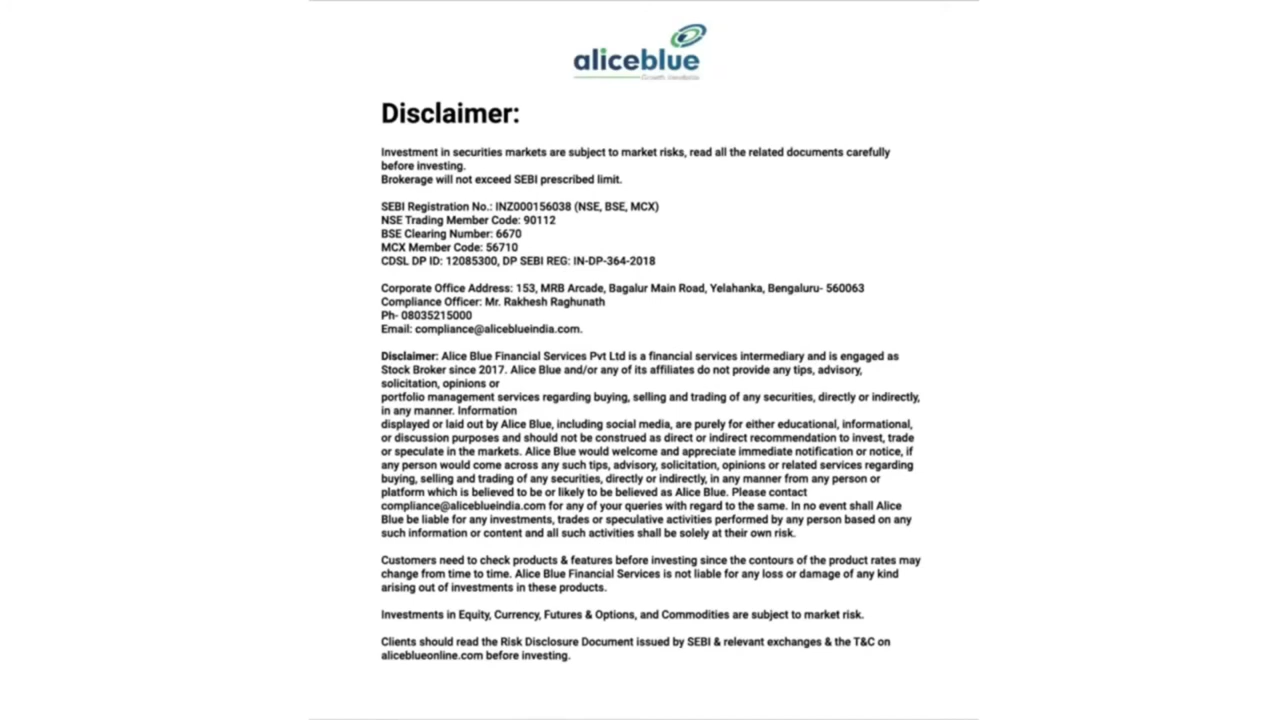 aliceblue
Disclaimer:
Investment in securities markets are subject to market risks, read all the related documents carefully
before investing.
Brokerage will not exceed SEBI prescribed limit.
SEBI Registration No.: INZ000156038 (NSE, BSE, MCX)
NSE Trading Member Code: 90112
BSE Clearing Number: 6670
MCX Member Code: 56710
CDSL DP ID: 12085300, DP SEBI REG: IN-DP-364-2018
Corporate Office Address: 153, MRB Arcade, Bagalur Main Road, Yelahanka, Bengaluru- 560063
Compliance Officer: Mr. Rakhesh Raghunath
Ph- 08035215000
Email: compliance@aliceblueindia.com.
Disclaimer: Alice Blue Financial Services Pvt Ltd is a financial services intermediary and is engaged as
Stock Broker since 2017. Alice Blue and/or any of its affiliates do not provide any tips, advisory,
solicitation, opinions or
portfolio management services regarding buying, selling and trading of any securities, directly or indirectly,
in any manner. Information
displayed or laid out by Alice Blue, including social media, are purely for either educational, informational,
or discussion purposes and should not be construed as direct or indirect recommendation to invest, trade
or speculate in the markets. Alice Blue would welcome and appreciate immediate notification or notice, if
any person would come across any such tips, advisory, solicitation, opinions or related services regarding
buying, selling and trading of any securities, directly or indirectly, in any manner from any person or
platform which is believed to be or likely to be believed as Alice Blue. Please contact
compliance@aliceblueindia.com for any of your queries with regard to the same. In no event shall Alice
Blue be liable for any investments, trades or speculative activities performed by any person based on any
such information or content and all such activities shall be solely at their own risk.
Customers need to check products & features before investing since the contours of the product rates may
change from time to time. Alice Blue Financial Services is not liable for any loss or damage of any kind
arising out of investments in these products.
Investments in Equity, Currency, Futures & Options, and Commodities are subject to market risk.
Clients should read the Risk Disclosure Document issued by SEBI & relevant exchanges & the T&C on
aliceblueonline.com before investing.